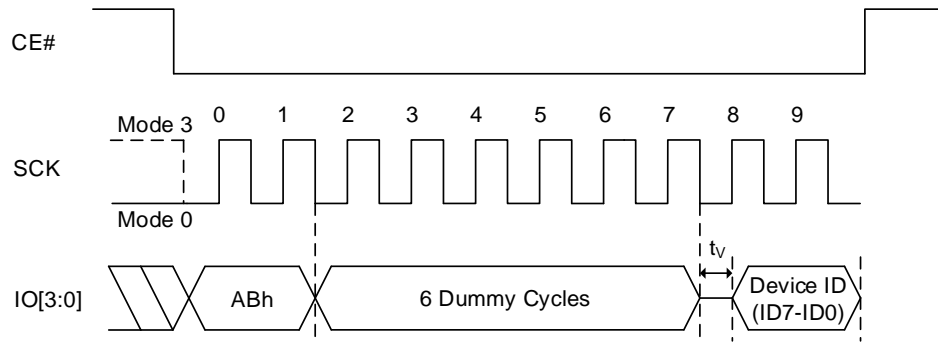 CE#
Mode 3
0 1 2 3 4 5 6 7 8 9
SCK
Mode 0
tV
IO[3:0]
ABh
6 Dummy Cycles
Device ID
(ID7-ID0)